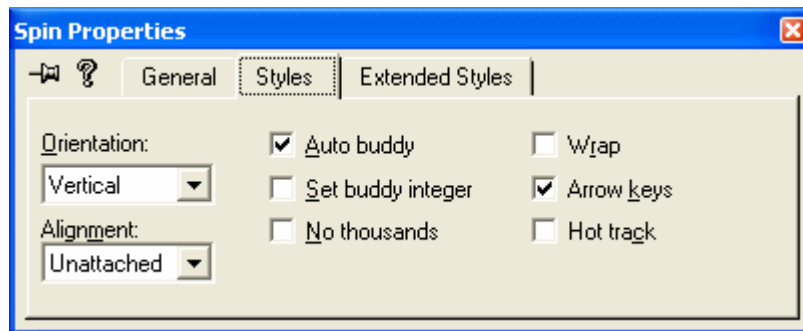 Spin Properties
? General Styles Extended Styles
Orientation: Auto buddy Wrap
Vertical Set buddy integer Arrow keys
Alignment: No thousands Hot track
Unattached